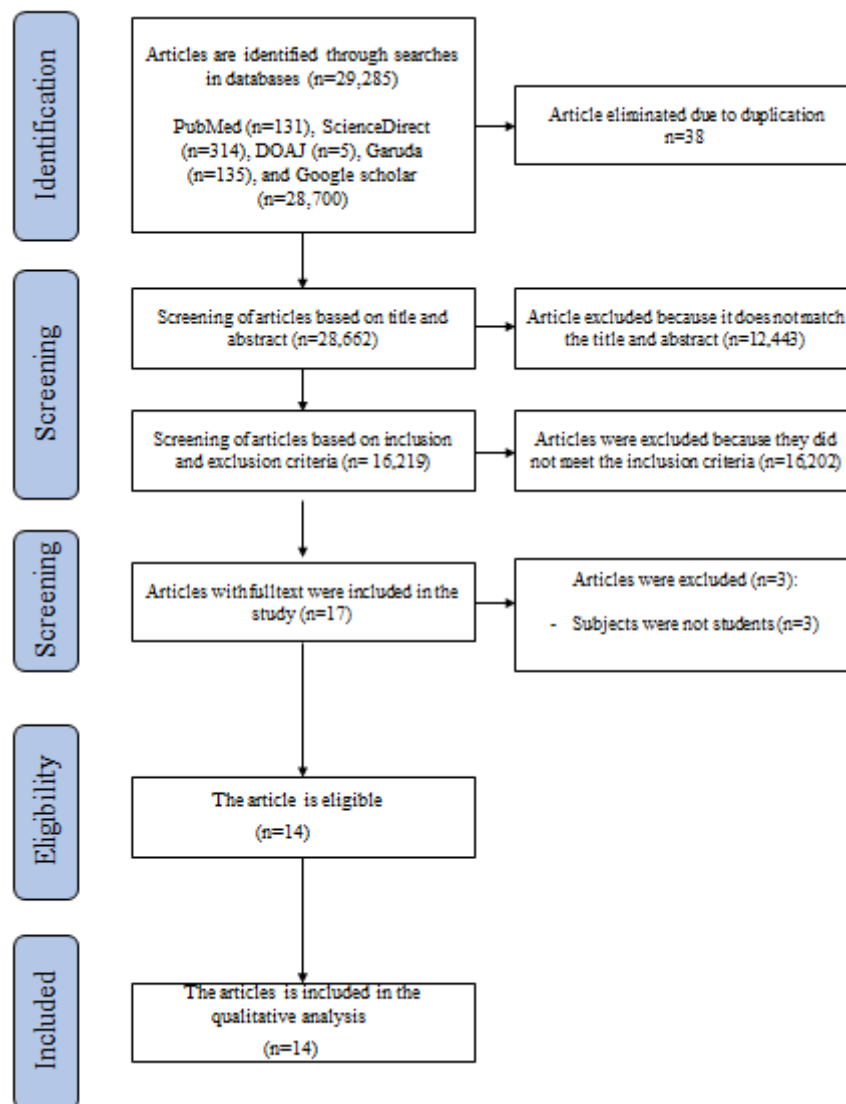 Identification
Articles are identified through searches
in databases (n=29,285)
PubMed (n=131), ScienceDirect
(n=314), DOAJ (n=5), Garuda
(n=135), and Google scholar
(n=28,700)
Article eliminated due to duplication
n=38
Screening
Screening of articles based on title and
abstract (n=28,662)
Article excluded because it does not match
the title and abstract (n=12,443)
Screening of articles based on inclusion
and exclusion criteria (n= 16,219)
Articles were excluded because they did
not meet the inclusion criteria (n=16,202)
Screening
Articles with fulltext were included in the
study (n=17)
Articles were excluded (n=3):
- Subjects were not students (n=3)
Eligibility
The article is eligible
(n=14)
Included
The articles is included in the
qualitative analysis
(n=14)